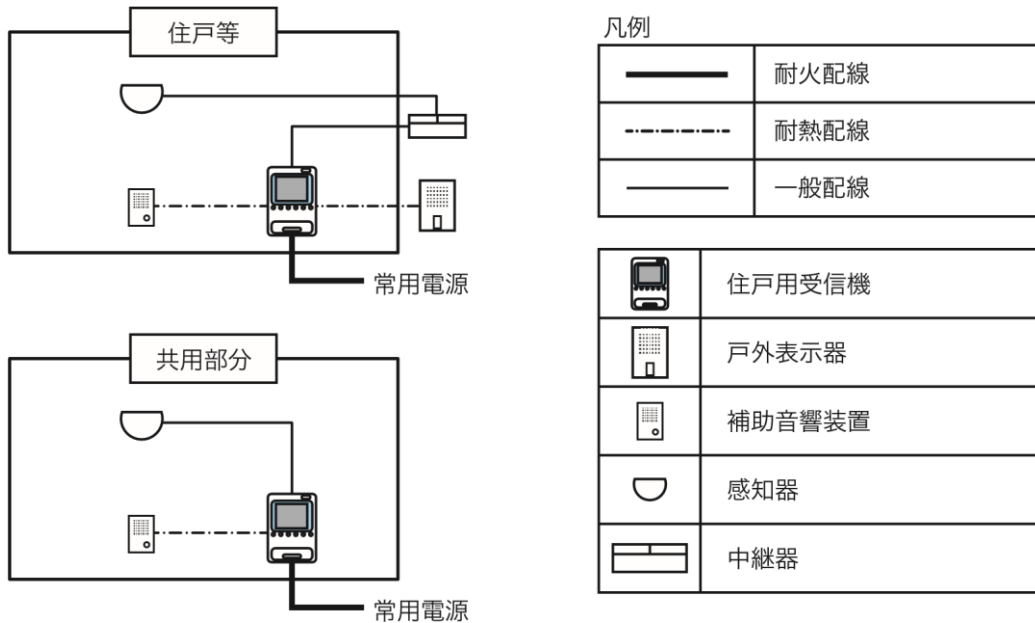 住戸等
常用電源
共用部分
常用電源
凡例
耐火配線
耐熱配線
一般配線
住戸用受信機
戸外表示器
補助音響装置
感知器
中継器